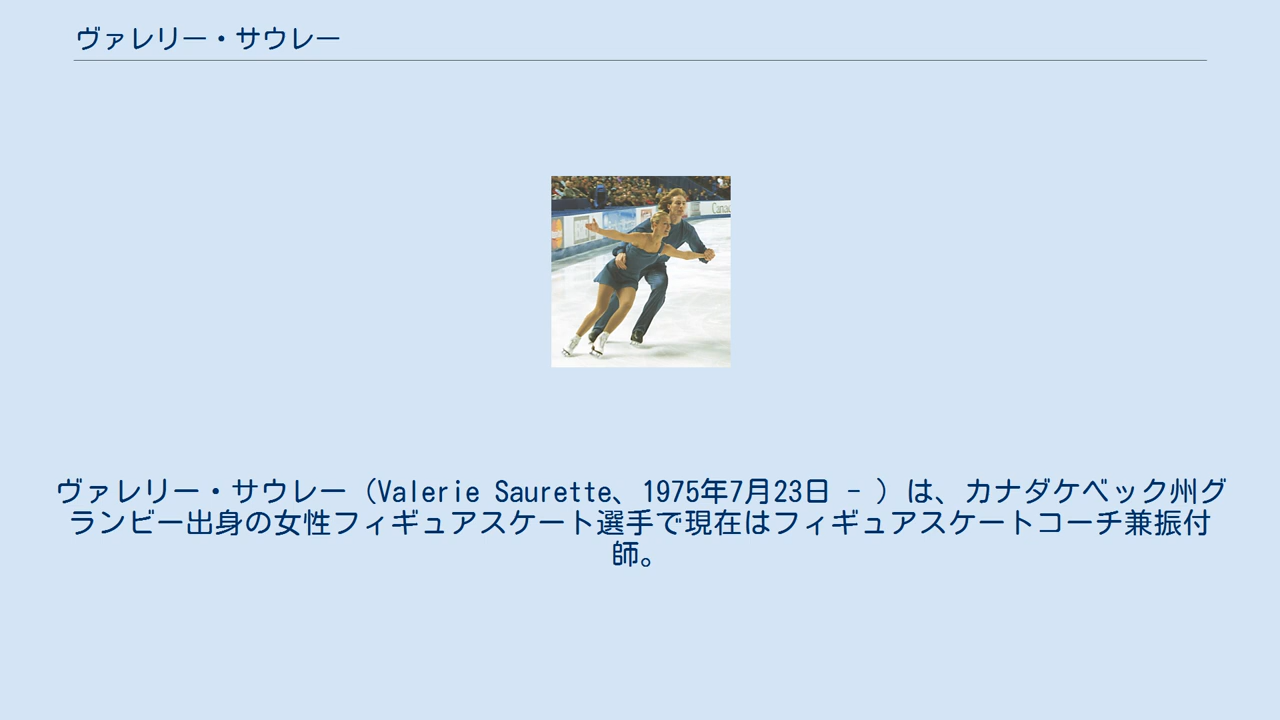 ヴァレリー・サウレー
ヴァレリー・サウレー（Valerie Saurette、1975年7月23日 - ）は、カナダケベック州グ
ランビー出身の女性フィギュアスケート選手で現在はフィギュアスケートコーチ兼振付
師。